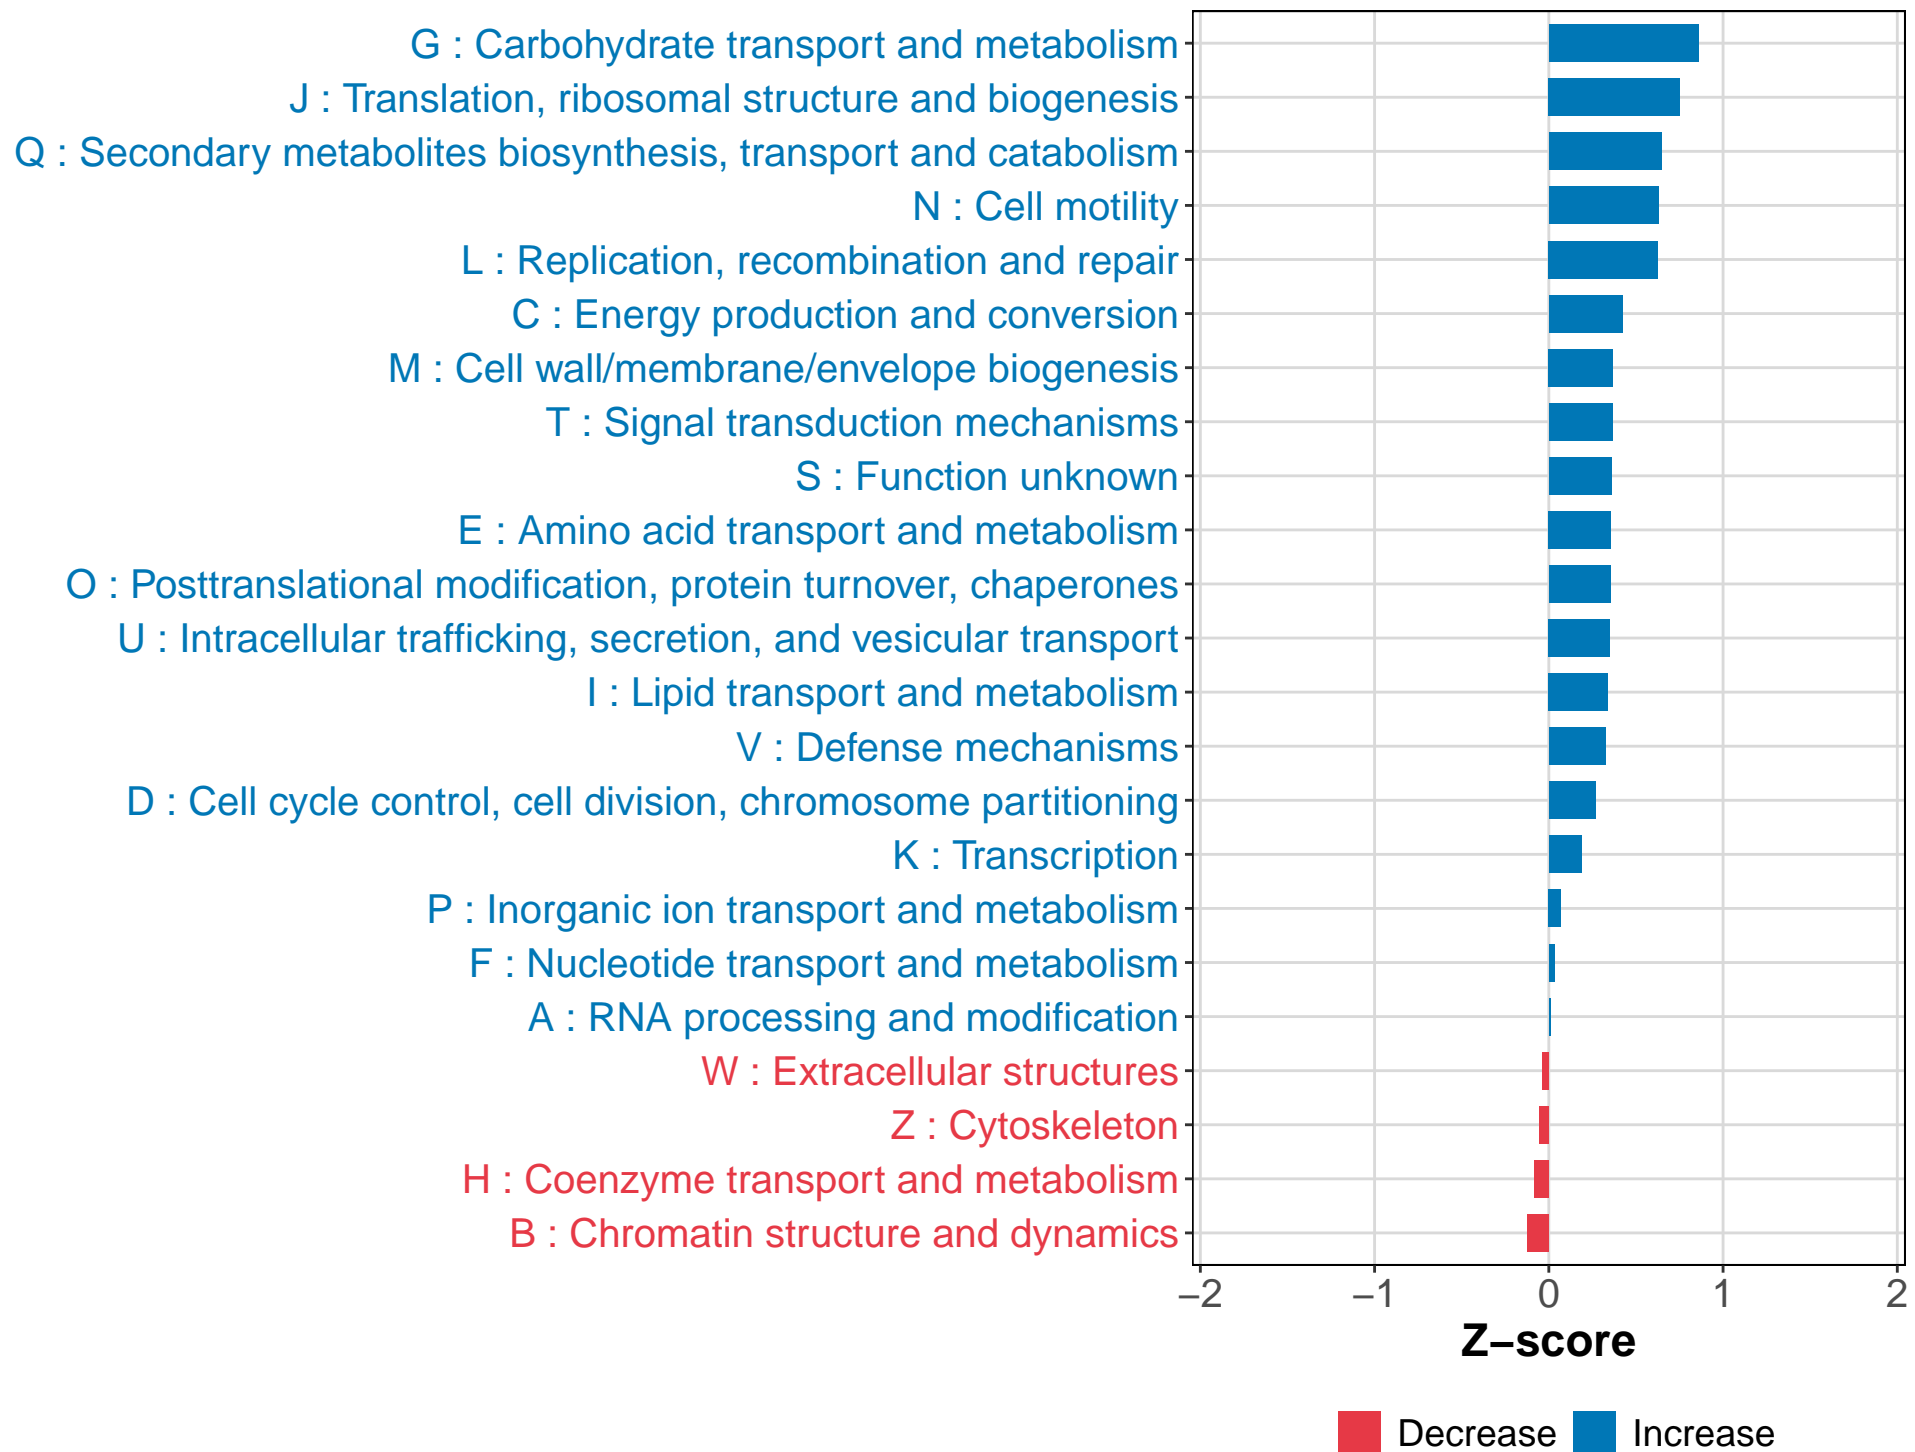 G : Carbohydrate transport and metabolism
J : Translation, ribosomal structure and biogenesis
Q : Secondary metabolites biosynthesis, transport and catabolism
N : Cell motility
L : Replication, recombination and repair
C : Energy production and conversion
M : Cell wall/membrane/envelope biogenesis
T : Signal transduction mechanisms
S : Function unknown
E : Amino acid transport and metabolism
O : Posttranslational modification, protein turnover, chaperones
U : Intracellular trafficking, secretion, and vesicular transport
I : Lipid transport and metabolism
V : Defense mechanisms
D : Cell cycle control, cell division, chromosome partitioning
K : Transcription
P : Inorganic ion transport and metabolism
F : Nucleotide transport and metabolism
A : RNA processing and modification
W : Extracellular structures
Z : Cytoskeleton
H : Coenzyme transport and metabolism
B : Chromatin structure and dynamics
−2 −1 0 1 2
Z−score
Decrease Increase